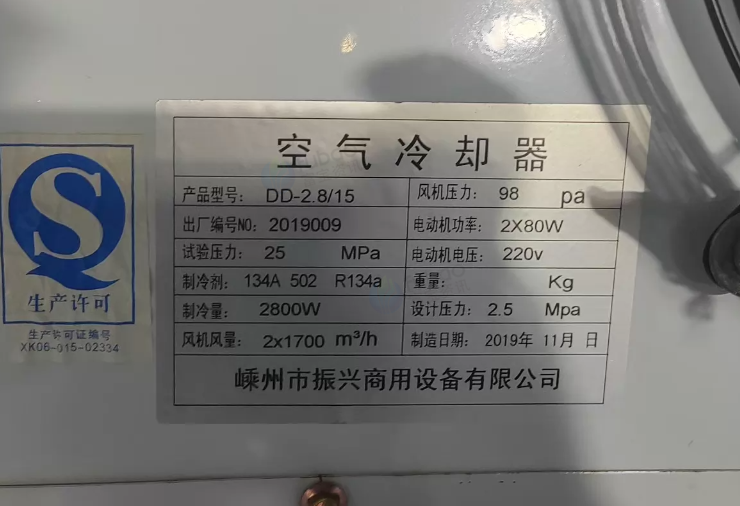 空气冷却器
产品型号: DD-2.8/15 风机压力: 98 pa
出厂编号NO: 2019009 电动机功率: 2X80W
试验压力: 25 MPa 电动机电压: 220v
制冷剂: 134A 502 R134a 重量: Kg
制冷量: 2800W 设计压力: 2.5 Mpa
风机风量: 2x1700 m³/h 制造日期: 2019年 11月 日
嵊州市振兴商用设备有限公司
生产许可
生产许可证编号
XK06-015-02334